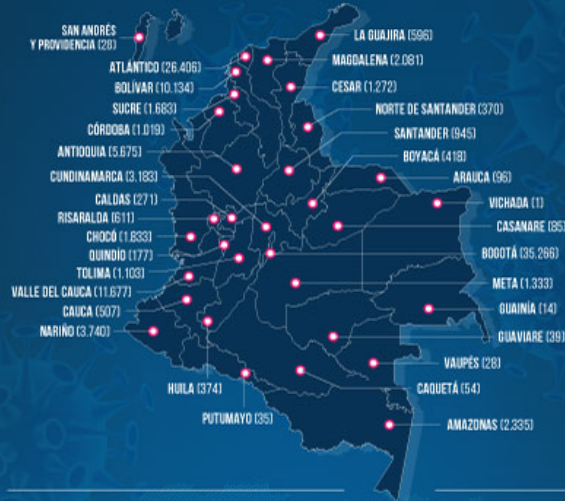 SAN ANDRÉS
Y PROVIDENCIA (28)
ATLÁNTICO (26.406)
BOLÍVAR (10.134)
SUCRE (1.683)
CÓRDOBA (1.019)
ANTIOQUIA (5.675)
CUNDINAMARCA (3.183)
CALDAS (271)
RISARALDA (611)
CHOCÓ (1.833)
QUINDÍO (177)
TOLIMA (1.103)
VALLE DEL CAUCA (11.677)
CAUCA (507)
NARIÑO (3.740)
HUILA (374)
PUTUMAYO (35)
LA GUAJIRA (596)
MAGDALENA (2.081)
CESAR (1.272)
NORTE DE SANTANDER (370)
SANTANDER (945)
BOYACÁ (418)
ARAUCA (96)
VICHADA (1)
CASANARE (85)
BOGOTÁ (35.266)
META (1.333)
GUAINÍA (14)
GUAVIARE (39)
VAUPÉS (28)
CAQUETÁ (54)
AMAZONAS (2.335)